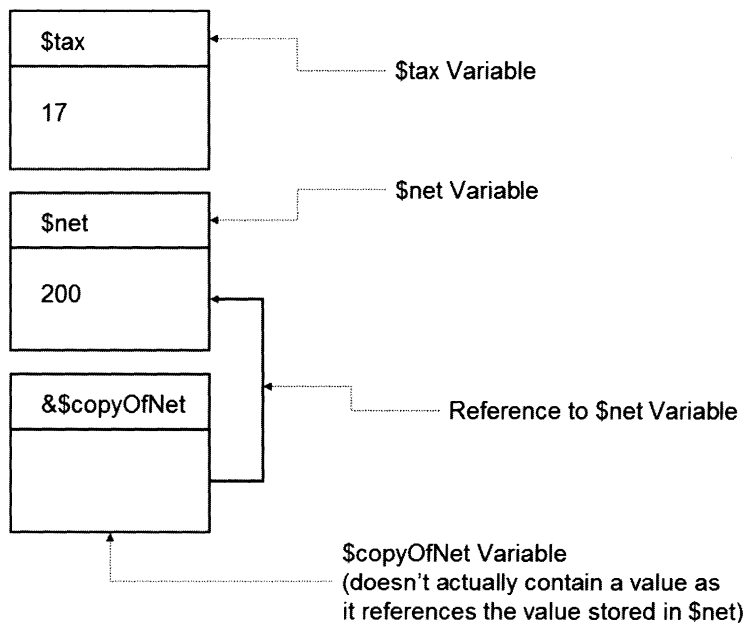 $tax
$tax Variable
17
$net Variable
$net
200
&$copyOfNet
Reference to $net Variable
$copyOfNet Variable
(doesn't actually contain a value as
it references the value stored in $net)